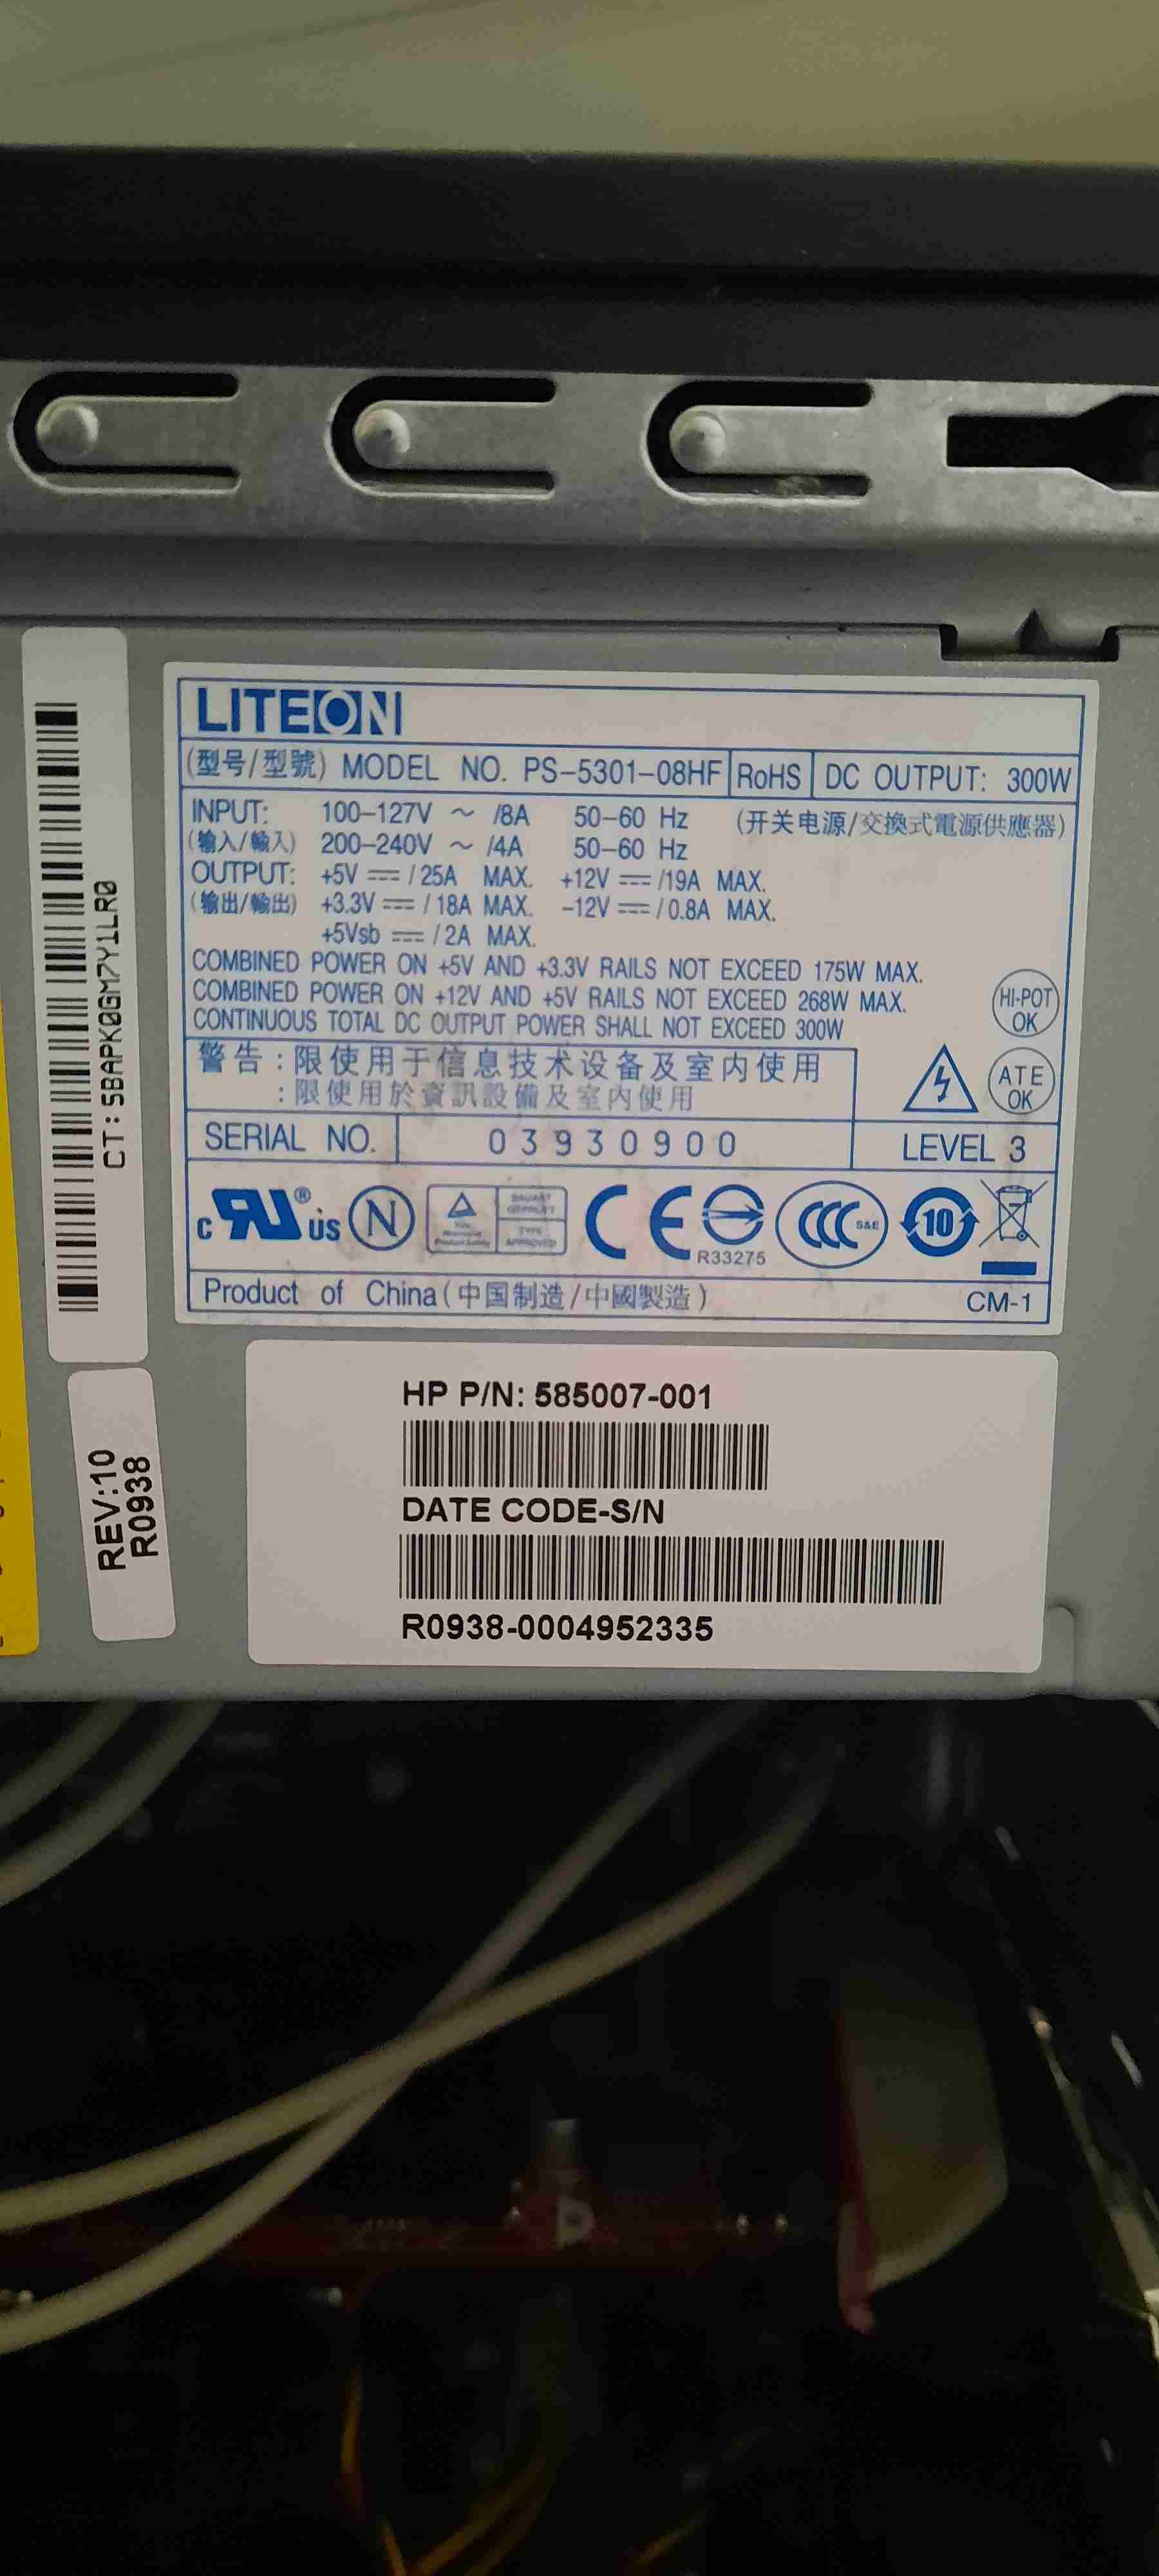 LITEON
(型号/型號) MODEL NO. PS-5301-08HF RoHS DC OUTPUT: 300W
INPUT: 100-127V ~ /8A 50-60 Hz (开关电源/交換式電源供應器)
(输入/輸入) 200-240V ~ /4A 50-60 Hz
OUTPUT: +5V ⎓ /25A MAX. +12V ⎓ /19A MAX.
(输出/輸出) +3.3V ⎓ /18A MAX. -12V ⎓ /0.8A MAX.
+5Vsb ⎓ /2A MAX.
COMBINED POWER ON +5V AND +3.3V RAILS NOT EXCEED 175W MAX.
COMBINED POWER ON +12V AND +5V RAILS NOT EXCEED 268W MAX.
CONTINUOUS TOTAL DC OUTPUT POWER SHALL NOT EXCEED 300W
HI-POT
OK
警告:限使用于信息技术设备及室内使用
:限使用於資訊設備及室內使用
ATE
OK
SERIAL NO. 03930900 LEVEL 3
c RU ® US N BAUART GEPRÜFT TYPE APPROVED CE R33275 CCC S&E 10
Product of China(中国制造/中國製造) CM-1
CT:5BAPK0GM7Y1LR0
REV:10
R0938
HP P/N: 585007-001
DATE CODE-S/N
R0938-0004952335